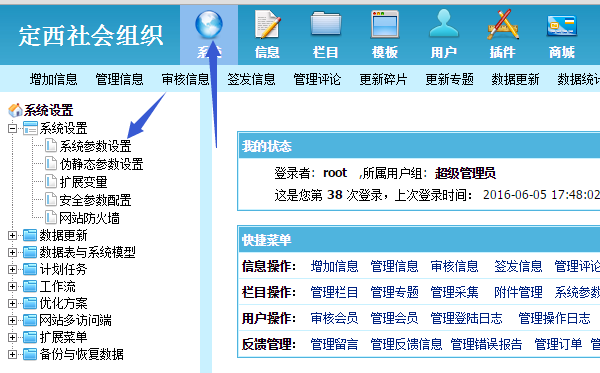 定西社会组织
系统 信息 栏目 模板 用户 插件 商城
增加信息 管理信息 审核信息 签发信息 管理评论 更新碎片 更新专题 数据更新 数据统计
系统设置
系统设置
系统参数设置
伪静态参数设置
扩展变量
安全参数配置
网站防火墙
数据更新
数据表与系统模型
计划任务
工作流
优化方案
网站多访问端
扩展菜单
备份与恢复数据
我的状态
登录者: root ,所属用户组: 超级管理员
这是您第 38 次登录，上次登录时间： 2016-06-05 17:48:02
快捷菜单
信息操作: 增加信息 管理信息 审核信息 签发信息 管理评论
栏目操作: 管理栏目 管理专题 管理采集 附件管理 系统参数
用户操作: 审核会员 管理会员 管理登陆日志 管理操作日志
反馈管理: 管理留言 管理反馈信息 管理错误报告 管理订单